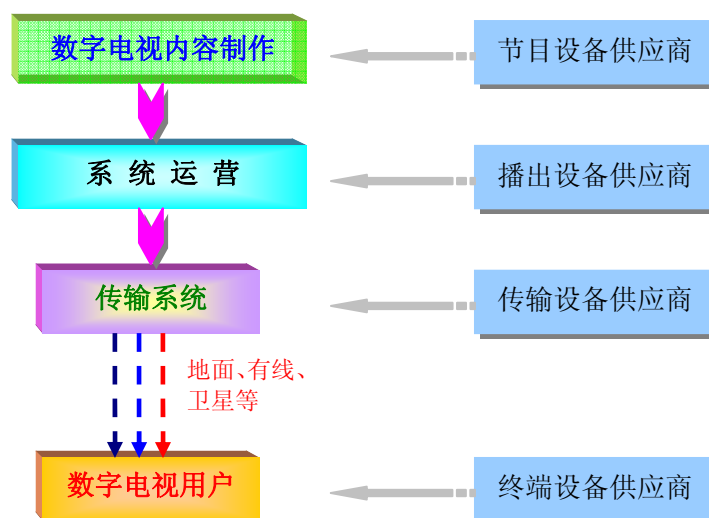 数字电视内容制作
节目设备供应商
系统运营
播出设备供应商
传输系统
传输设备供应商
地面、有线、
卫星等
数字电视用户
终端设备供应商